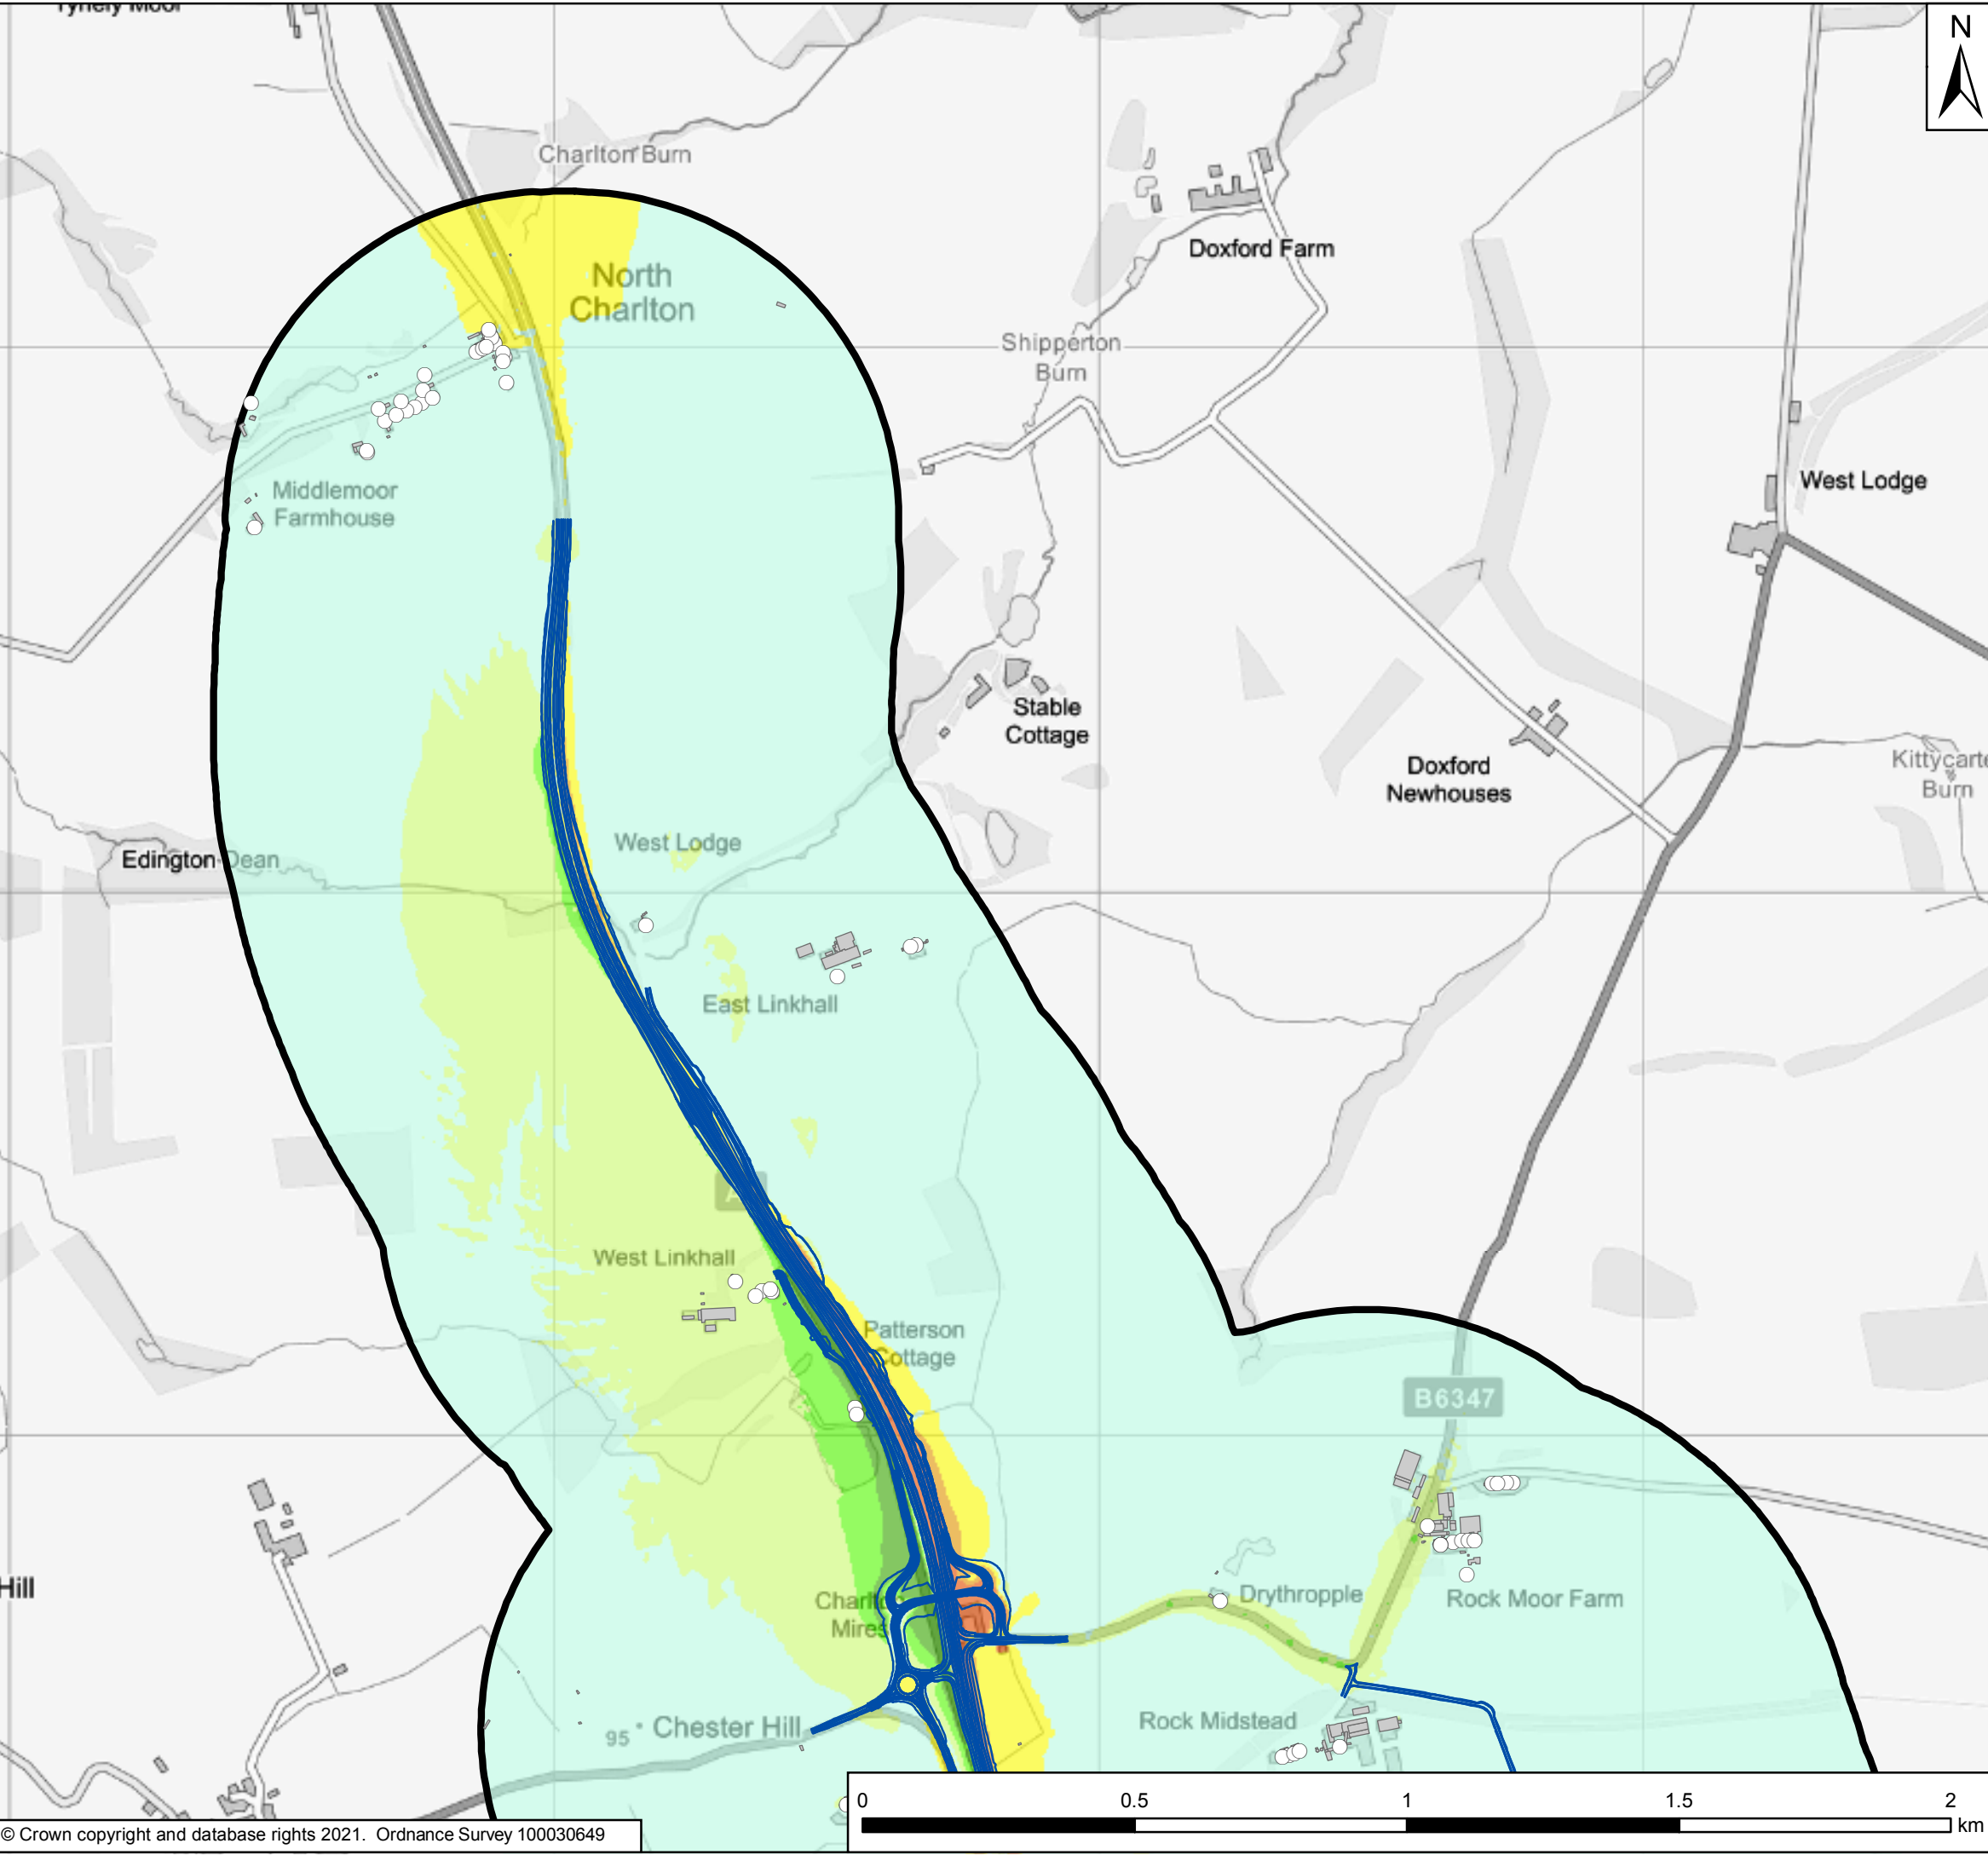 Tynely Moor
N
Charlton Burn
North
Charlton
Doxford Farm
Shipperton
Burn
Middlemoor
Farmhouse
West Lodge
Stable
Cottage
Doxford
Newhouses
Kittycarte
Burn
West Lodge
Edington Dean
East Linkhall
West Linkhall
Patterson
Cottage
B6347
Charlton
Mires
Drythropple
Rock Moor Farm
Hill
95 Chester Hill
Rock Midstead
0 0.5 1 1.5 2
km
© Crown copyright and database rights 2021. Ordnance Survey 100030649